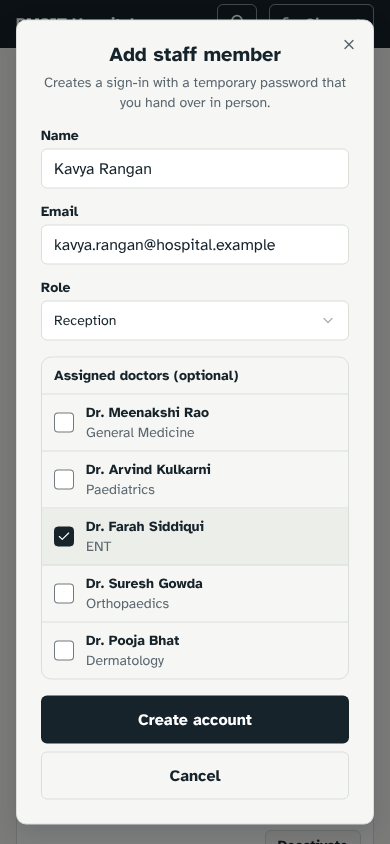 Add staff member
Creates a sign-in with a temporary password that
you hand over in person.
Name
Kavya Rangan
Email
kavya.rangan@hospital.example
Role
Reception
Assigned doctors (optional)
Dr. Meenakshi Rao
General Medicine
Dr. Arvind Kulkarni
Paediatrics
Dr. Farah Siddiqui
ENT
Dr. Suresh Gowda
Orthopaedics
Dr. Pooja Bhat
Dermatology
Create account
Cancel